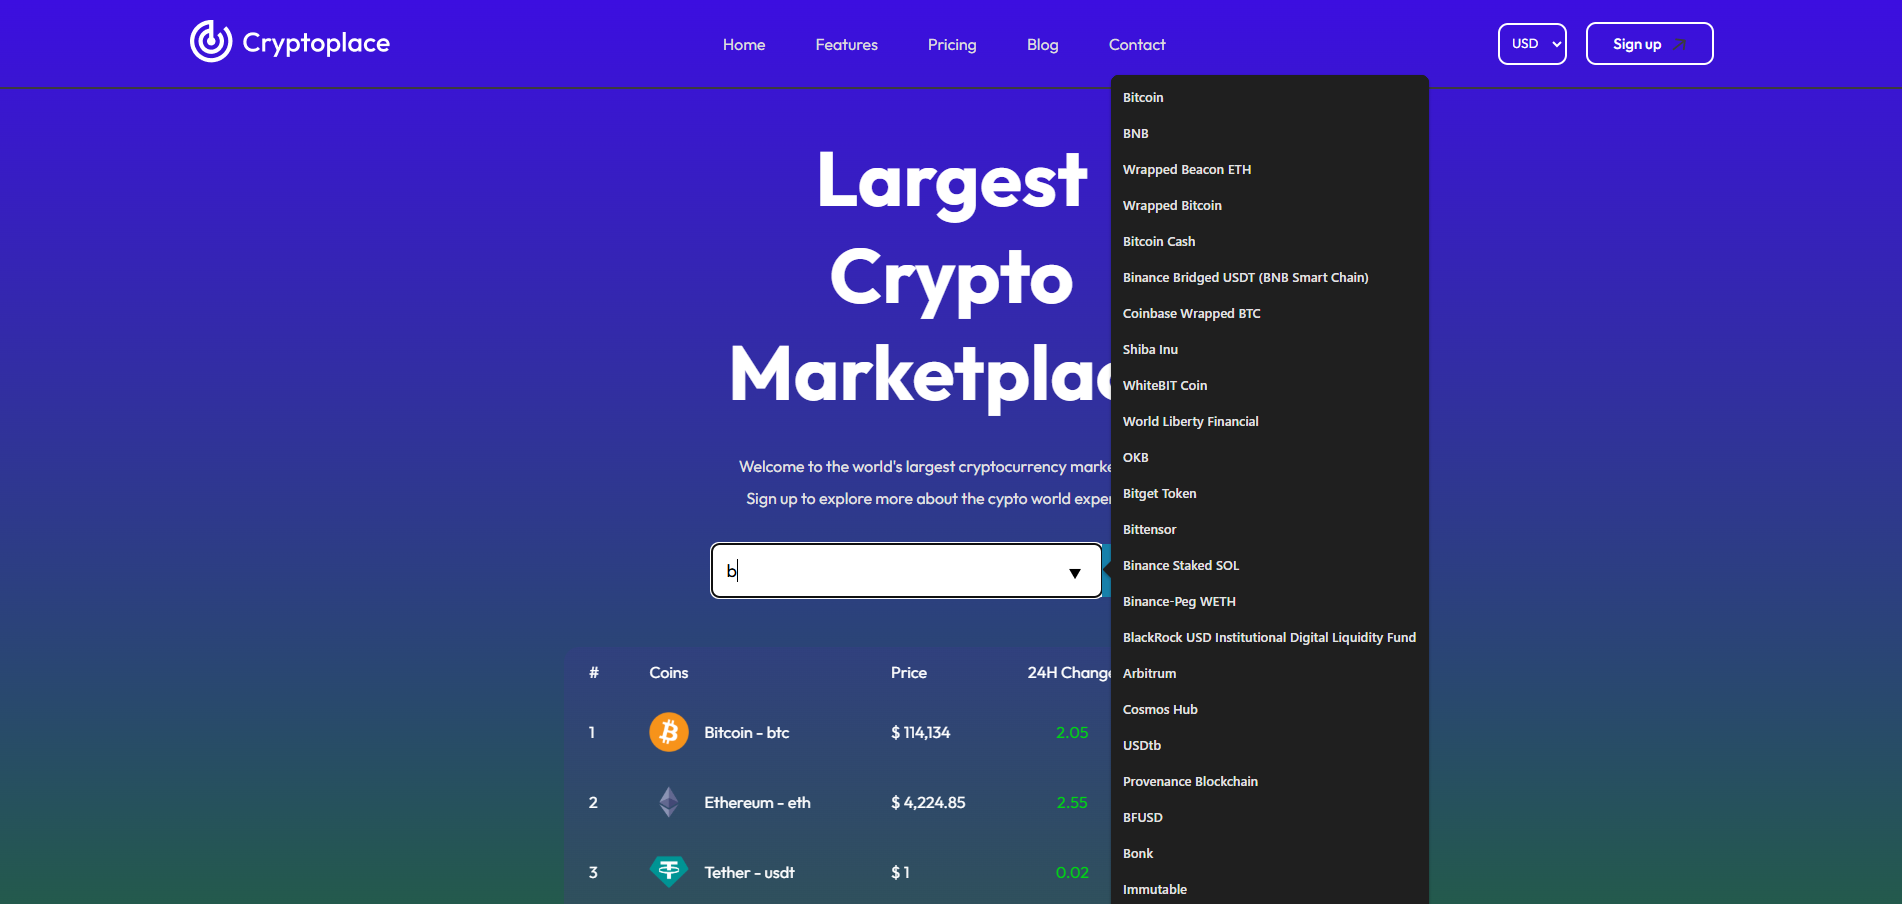 Cryptoplace
Home Features Pricing Blog Contact
USD
Sign up
Largest
Crypto
Marketplac
Welcome to the world's largest cryptocurrency marke
Sign up to explore more about the cypto world exper
b
Bitcoin
BNB
Wrapped Beacon ETH
Wrapped Bitcoin
Bitcoin Cash
Binance Bridged USDT (BNB Smart Chain)
Coinbase Wrapped BTC
Shiba Inu
WhiteBIT Coin
World Liberty Financial
OKB
Bitget Token
Bittensor
Binance Staked SOL
Binance-Peg WETH
BlackRock USD Institutional Digital Liquidity Fund
Arbitrum
Cosmos Hub
USDtb
Provenance Blockchain
BFUSD
Bonk
Immutable
# Coins Price 24H Change
1 Bitcoin - btc $ 114,134 2.05
2 Ethereum - eth $ 4,224.85 2.55
3 Tether - usdt $ 1 0.02